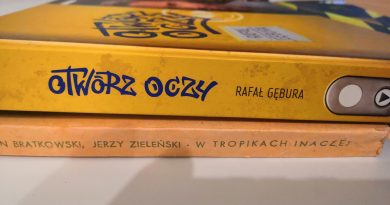 OTWÓRZ OCZY RAFAŁ GĘBURA
N BRATKOWSKI, JERZY ZIELEŃSKI - W TROPIKACH INACZEJ